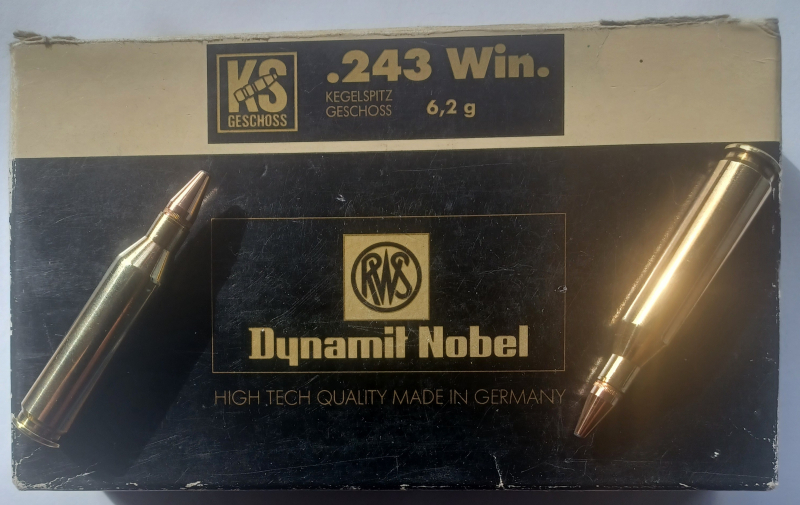 KS
GESCHOSS
.243 Win.
KEGELSPITZ
GESCHOSS
6,2 g
RWS
Dynamit Nobel
HIGH TECH QUALITY MADE IN GERMANY